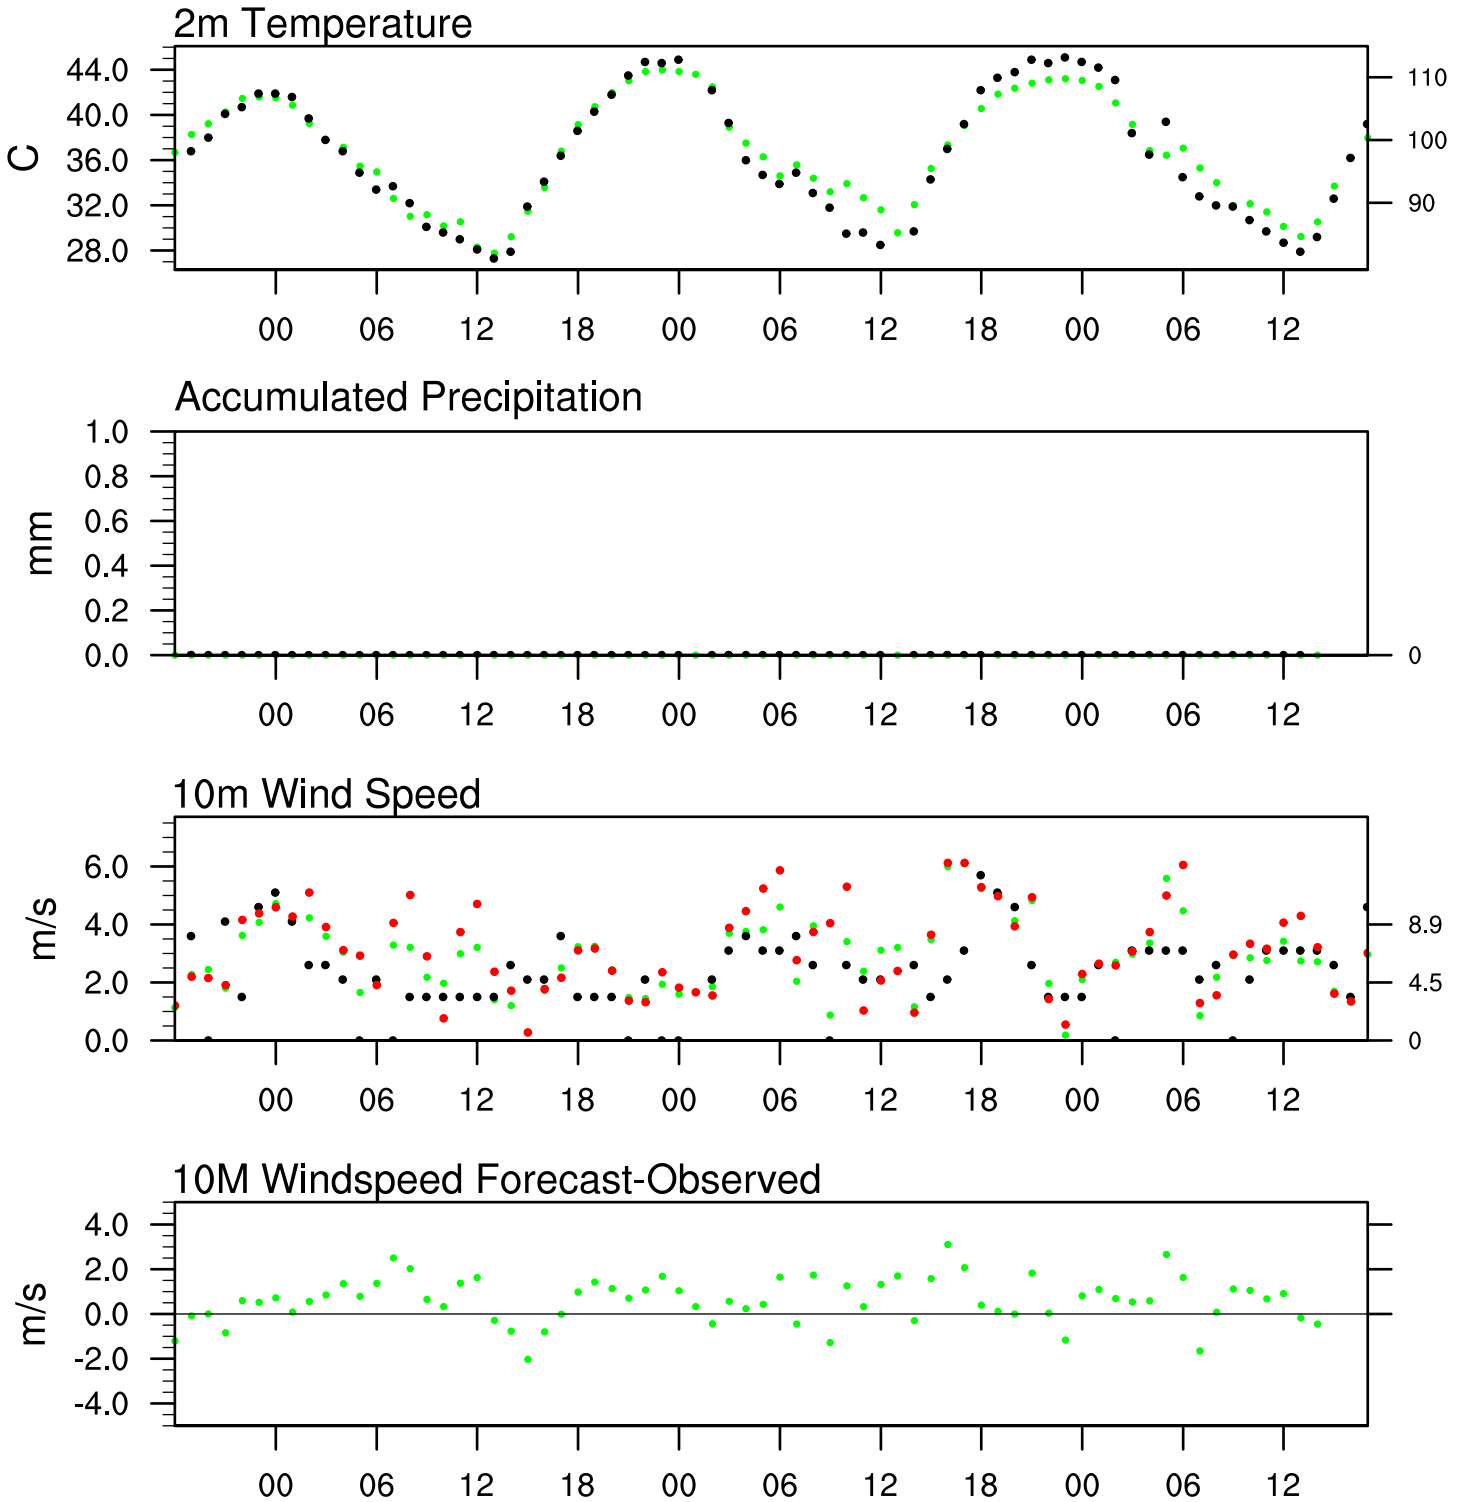 2m Temperature
44.0
40.0
36.0
32.0
28.0
C
110
100
90
00 06 12 18 00 06 12 18 00 06 12
Accumulated Precipitation
1.0
0.8
0.6
0.4
0.2
0.0
mm
0
00 06 12 18 00 06 12 18 00 06 12
10m Wind Speed
6.0
4.0
2.0
0.0
m/s
8.9
4.5
0
00 06 12 18 00 06 12 18 00 06 12
10M Windspeed Forecast-Observed
4.0
2.0
0.0
-2.0
-4.0
m/s
00 06 12 18 00 06 12 18 00 06 12